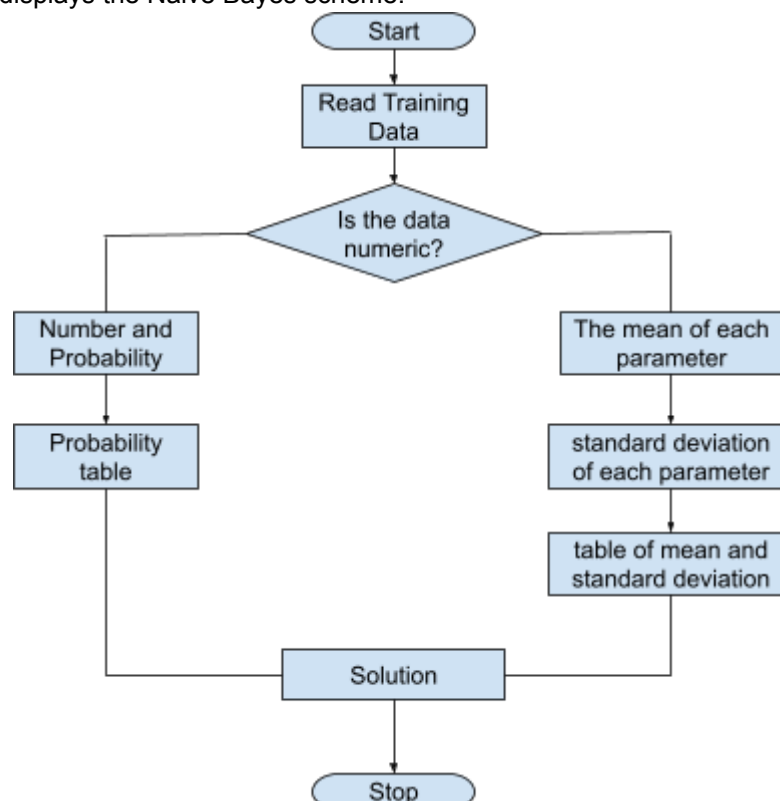 displays the Naive Bayes scheme.
Start
Read Training
Data
Is the data
numeric?
Number and
Probability
The mean of each
parameter
Probability
table
standard deviation
of each parameter
table of mean and
standard deviation
Solution
Stop